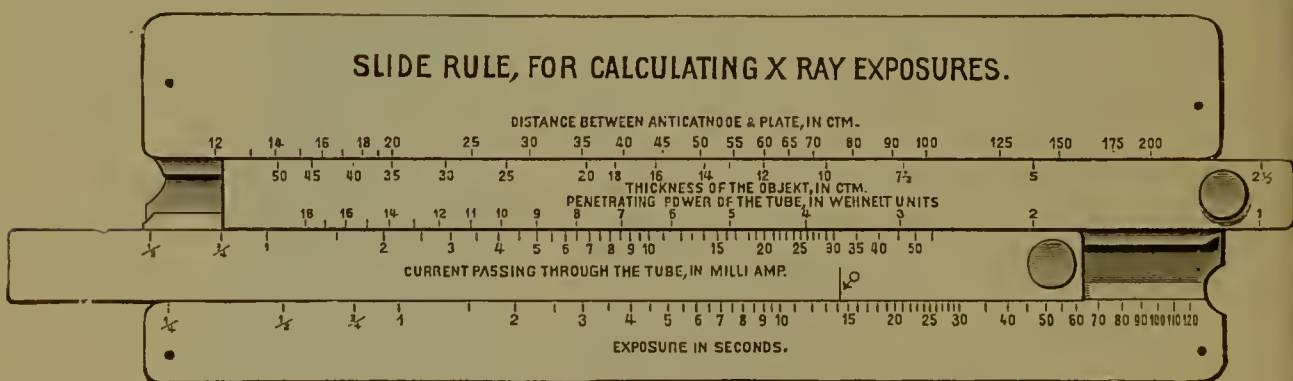 SLIDE RULE, FOR CALCULATING X RAY EXPOSURES.
DISTANCE BETWEEN ANTICATNODE & PLATE, IN CTM.
12 14 16 18 20 25 30 35 40 45 50 55 60 65 70 80 90 100 120 150 175 200
50 45 40 35 30 25 20 18 16 14 12 10 7½ 5 2½
THICKNESS OF THE OBJEKT, IN CTM.
PENETRATING POWER OF THE TUBE, IN WEHNELT UNITS
18 16 14 12 11 10 9 8 7 6 5 4 3 2 1
1 2 3 4 5 6 7 8 9 10 15 20 25 30 35 40 50
CURRENT PASSING THROUGH THE TUBE, IN MILLI AMP.
¼ ½ ¾ 1 2 3 4 5 6 7 8 9 10 15 20 25 30 40 50 60 70 80 90 100 110 120
EXPOSURE IN SECONDS.